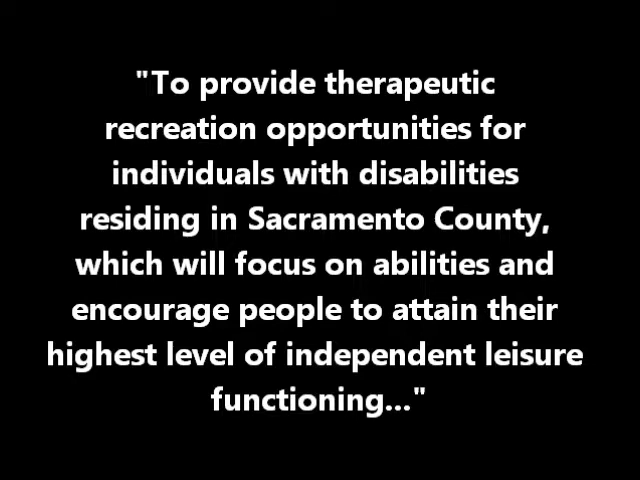 "To provide therapeutic
recreation opportunities for
individuals with disabilities
residing in Sacramento County,
which will focus on abilities and
encourage people to attain their
highest level of independent leisure
functioning..."